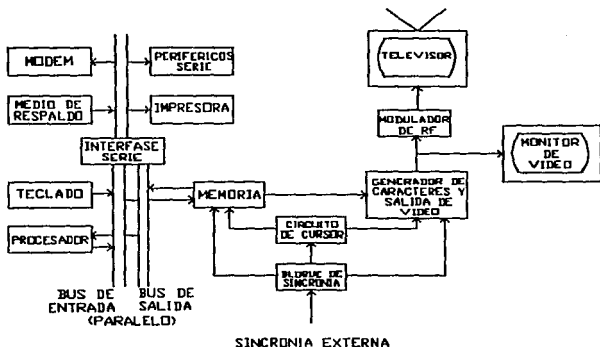 TELEVISOR
MODEM
PERIFERICOS
SERIE
MEDIO DE
RESPALDO
IMPRESORA
MODULADOR
DE RF
INTERFASE
SERIE
MONITOR
DE
VIDEO
TECLADO
MEMORIA
GENERADOR DE
CARACTERES Y
SALIDA DE
VIDEO
PROCESADOR
CIRCUITO
DE CURSOR
BLOQUE DE
SINCRONIA
BUS DE
ENTRADA
BUS DE
SALIDA
(PARALELO)
SINCRONIA EXTERNA